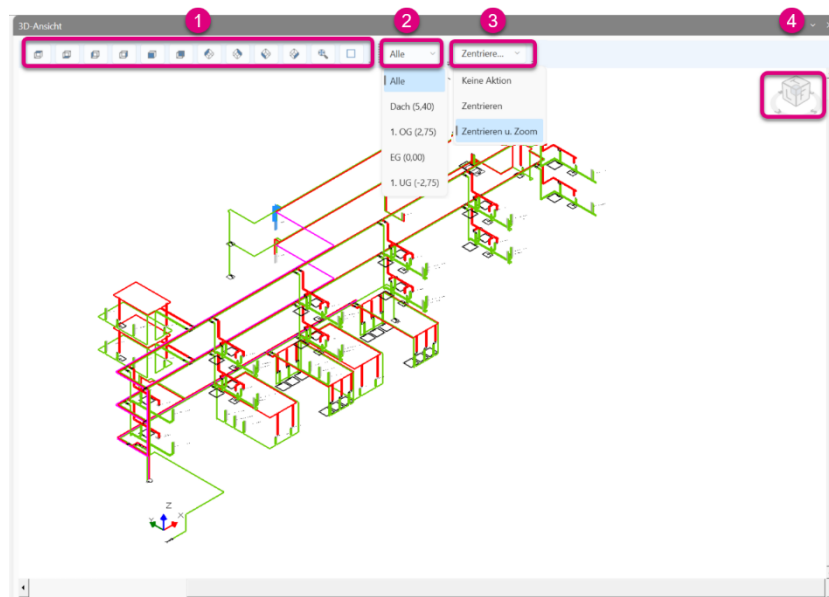 1
2
3
4
3D-Ansicht
Alle
Zentriere...
Alle
Dach (5,40)
1. OG (2,75)
EG (0,00)
1. UG (-2,75)
Keine Aktion
Zentrieren
Zentrieren u. Zoom
L F
Z
X
Y